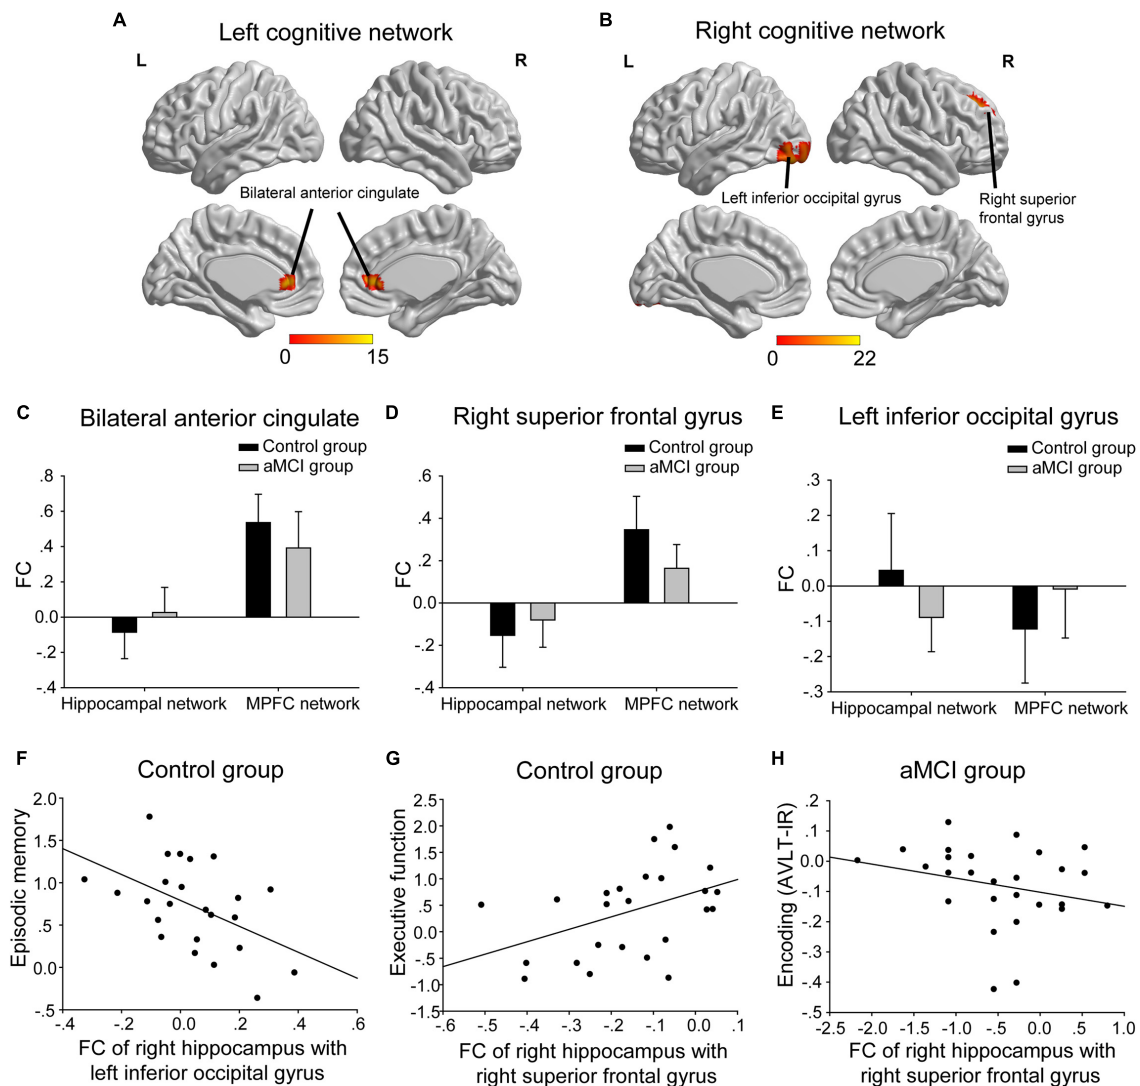 A
Left cognitive network
L
R
Bilateral anterior cingulate
0
15
B
Right cognitive network
L
R
Left inferior occipital gyrus
Right superior
frontal gyrus
0
22
C
Bilateral anterior cingulate
Control group
aMCI group
FC
.8
.6
.4
.2
0.0
-.2
-.4
Hippocampal network
MPFC network
D
Right superior frontal gyrus
Control group
aMCI group
FC
.6
.4
.2
0.0
-.2
-.4
Hippocampal network
MPFC network
E
Left inferior occipital gyrus
Control group
aMCI group
FC
.3
.2
.1
0.0
-.1
-.2
-.3
Hippocampal network
MPFC network
F
Control group
Episodic memory
2.0
1.5
1.0
.5
0.0
-.5
-.4
-.2
0.0
.2
.4
.6
FC of right hippocampus with
left inferior occipital gyrus
G
Control group
Executive function
2.5
2.0
1.5
1.0
.5
0.0
-.5
-1.0
-1.5
-.6
-.5
-.4
-.3
-.2
-.1
0.0
.1
FC of right hippocampus with
right superior frontal gyrus
H
aMCI group
Encoding (AVLT-IR)
.2
.1
0.0
-.1
-.2
-.3
-.4
-.5
-2.5
-2.0
-1.5
-1.0
-.5
0.0
.5
1.0
FC of right hippocampus with
right superior frontal gyrus